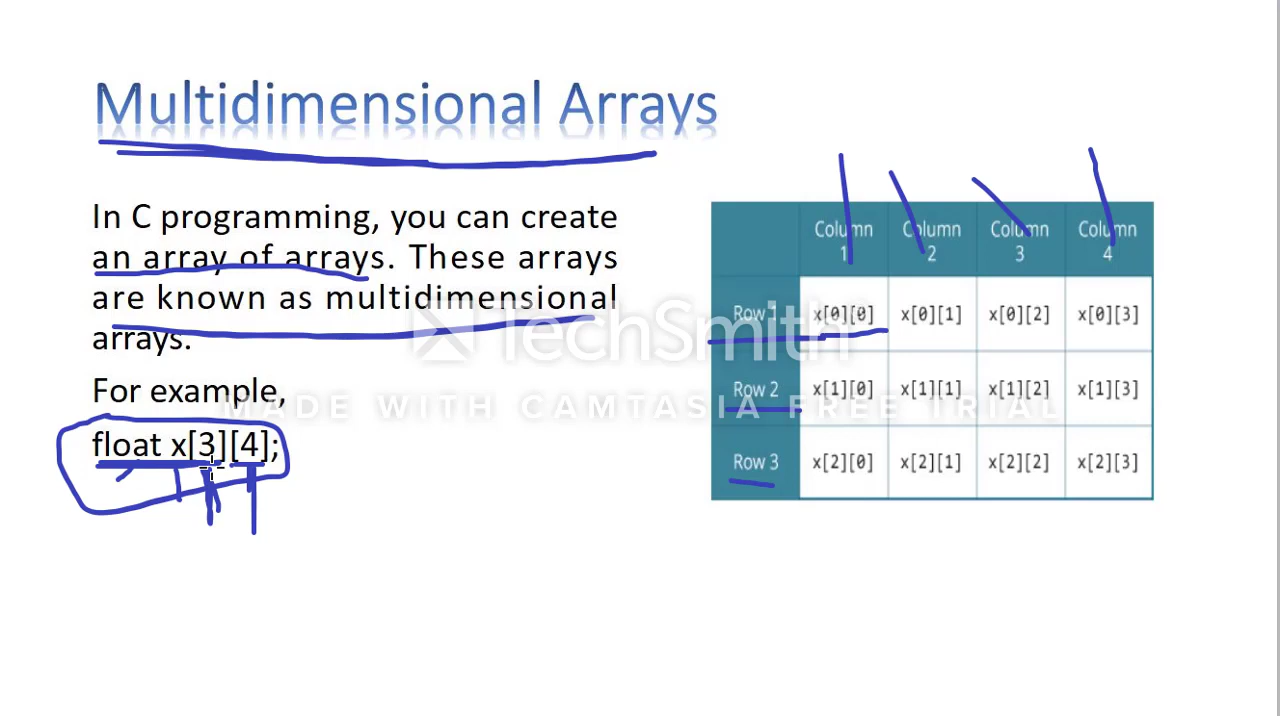 Multidimensional Arrays
In C programming, you can create
an array of arrays. These arrays
are known as multidimensional
arrays.
For example,
float x[3][4];
Column 1 Column 2 Column 3 Column 4
Row 1 x[0][0] x[0][1] x[0][2] x[0][3]
Row 2 x[1][0] x[1][1] x[1][2] x[1][3]
Row 3 x[2][0] x[2][1] x[2][2] x[2][3]
TechSmith
MADE WITH CAMTASIA FREE TRIAL